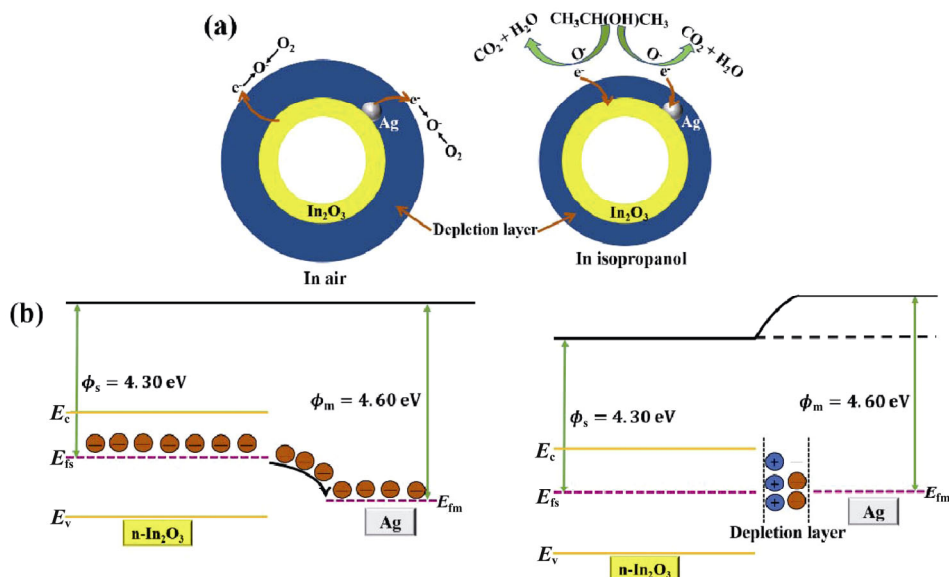 (a)
O₂
O⁻
e⁻
e⁻
O⁻
O₂
Ag
In₂O₃
Depletion layer
In air
CH₃CH(OH)CH₃
CO₂ + H₂O
CO₂ + H₂O
O⁻
O⁻
e⁻
e⁻
Ag
In₂O₃
In isopropanol
(b)
ϕs = 4.30 eV
ϕm = 4.60 eV
Ec
Efs
Efm
Ev
n-In₂O₃
Ag
ϕs = 4.30 eV
ϕm = 4.60 eV
Ec
Efs
Efm
Depletion layer
Ag
Ev
n-In₂O₃